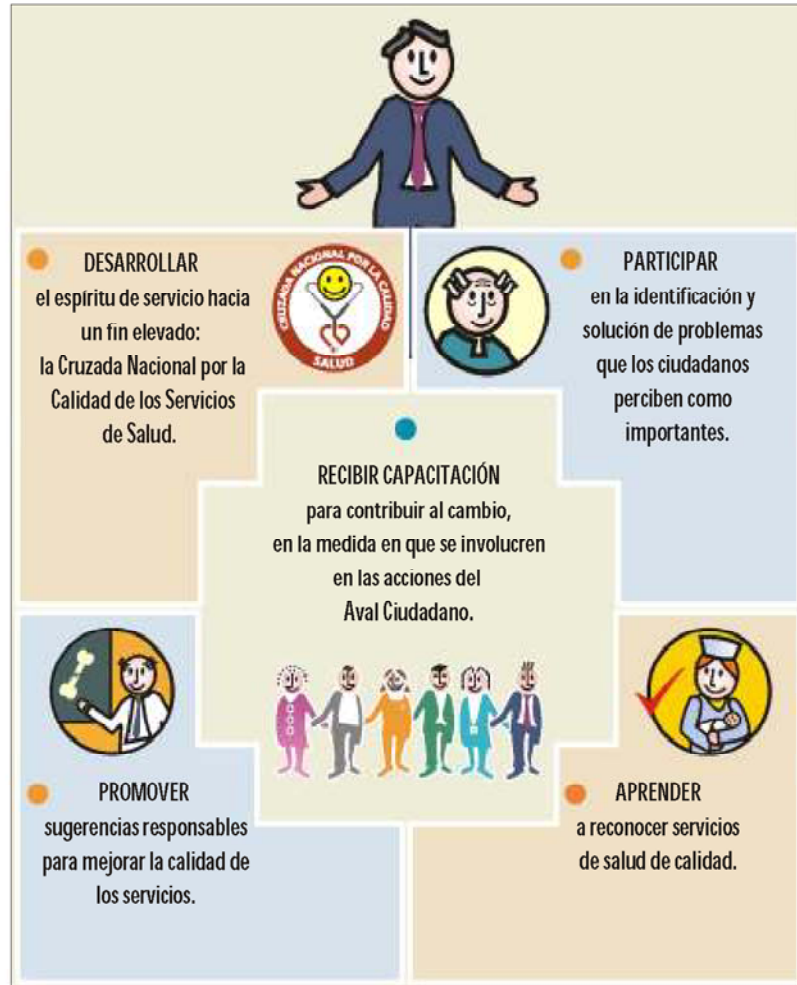 DESARROLLAR
el espíritu de servicio hacia
un fin elevado:
la Cruzada Nacional por la
Calidad de los Servicios
de Salud.
CRUZADA NACIONAL POR LA CALIDAD
SALUD
PARTICIPAR
en la identificación y
solución de problemas
que los ciudadanos
perciben como
importantes.
RECIBIR CAPACITACIÓN
para contribuir al cambio,
en la medida en que se involucren
en las acciones del
Aval Ciudadano.
PROMOVER
sugerencias responsables
para mejorar la calidad de
los servicios.
APRENDER
a reconocer servicios
de salud de calidad.